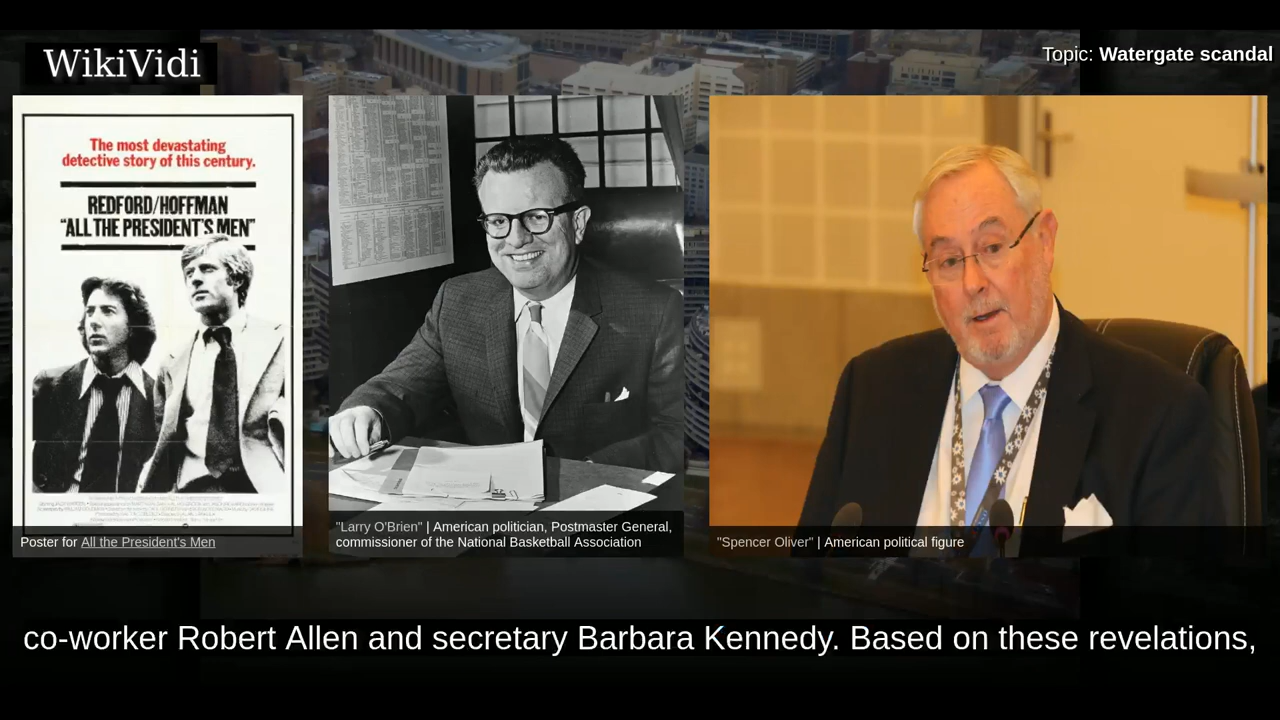 WikiVidi
Topic: Watergate scandal
The most devastating
detective story of this century.
REDFORD/HOFFMAN
“ALL THE PRESIDENT'S MEN”
Poster for All the President's Men
"Larry O'Brien" | American politician, Postmaster General,
commissioner of the National Basketball Association
"Spencer Oliver" | American political figure
co-worker Robert Allen and secretary Barbara Kennedy. Based on these revelations,